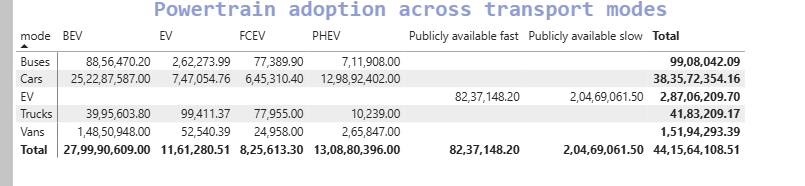 Powertrain adoption across transport modes
mode BEV EV FCEV PHEV Publicly available fast Publicly available slow Total
Buses 88,56,470.20 2,62,273.99 77,389.90 7,11,908.00 99,08,042.09
Cars 25,22,87,587.00 7,47,054.76 6,45,310.40 12,98,92,402.00 38,35,72,354.16
EV 82,37,148.20 2,04,69,061.50 2,87,06,209.70
Trucks 39,95,603.80 99,411.37 77,955.00 10,239.00 41,83,209.17
Vans 1,48,50,948.00 52,540.39 24,958.00 2,65,847.00 1,51,94,293.39
Total 27,99,90,609.00 11,61,280.51 8,25,613.30 13,08,80,396.00 82,37,148.20 2,04,69,061.50 44,15,64,108.51